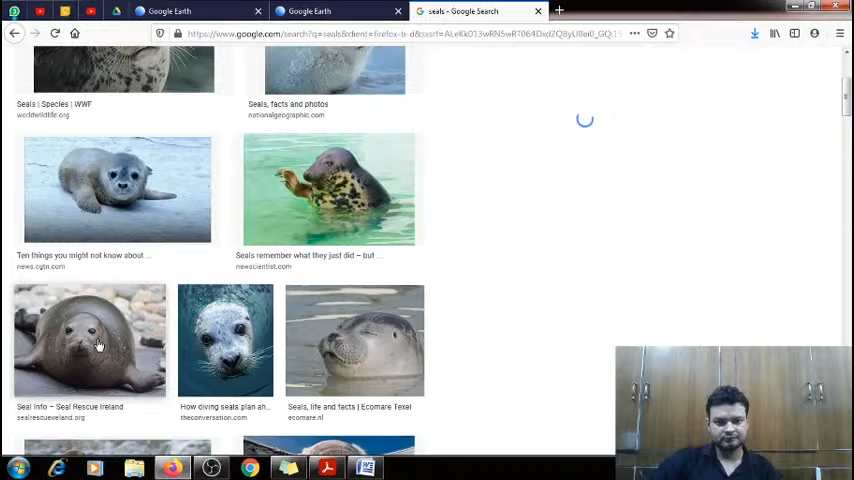 Google Earth
Google Earth
seals - Google Search
Seals | Species | WWF
worldwildlife.org
Seals, facts and photos
nationalgeographic.com
Ten things you might not know about ...
news.cgtn.com
Seals remember what they just did – but ...
newscientist.com
Seal Info – Seal Rescue Ireland
sealrescueireland.org
How diving seals plan ah...
theconversation.com
Seals, life and facts | Ecomare Texel
ecomare.nl